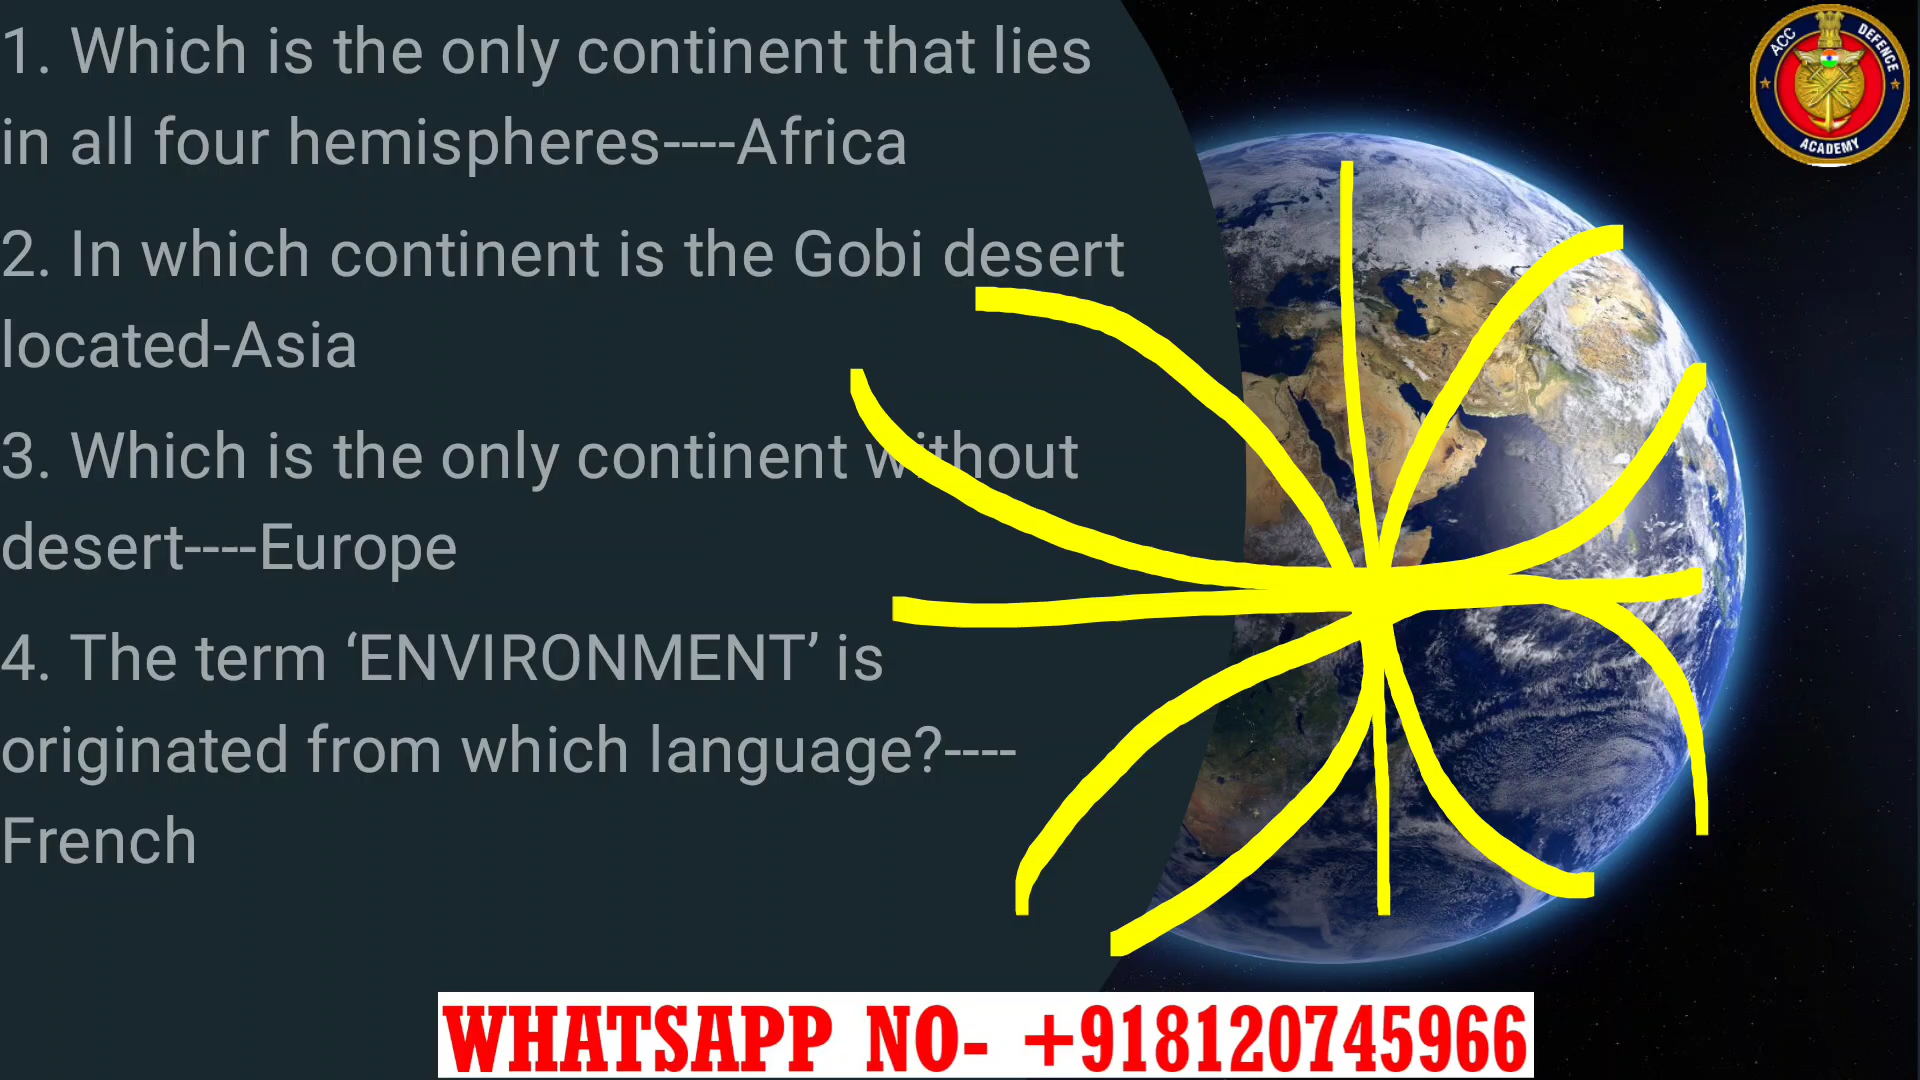 1. Which is the only continent that lies
in all four hemispheres----Africa
2. In which continent is the Gobi desert
located-Asia
3. Which is the only continent without
desert----Europe
4. The term ‘ENVIRONMENT’ is
originated from which language?----
French
ACC DEFENCE
ACADEMY
WHATSAPP NO- +918120745966